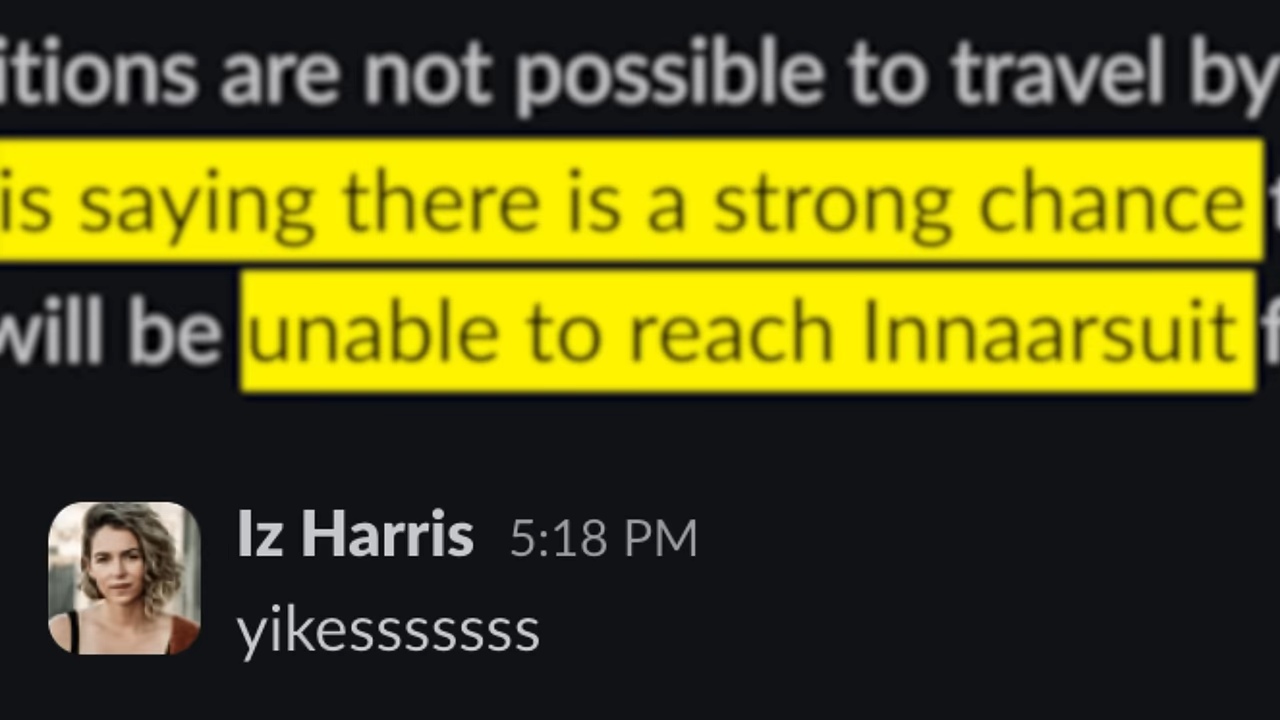 itions are not possible to travel by
is saying there is a strong chance
will be unable to reach Innaarsuit
Iz Harris 5:18 PM
yikesssssss